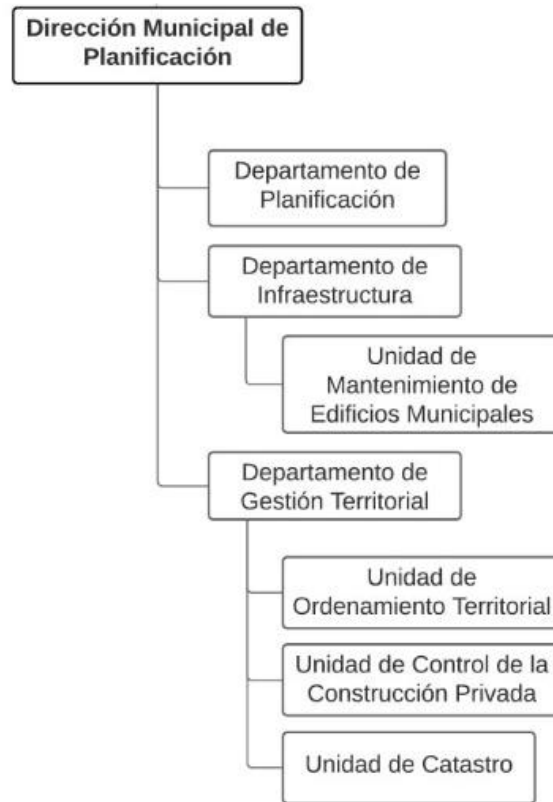 Dirección Municipal de
Planificación
Departamento de
Planificación
Departamento de
Infraestructura
Unidad de
Mantenimiento de
Edificios Municipales
Departamento de
Gestión Territorial
Unidad de
Ordenamiento Territorial
Unidad de Control de la
Construcción Privada
Unidad de Catastro